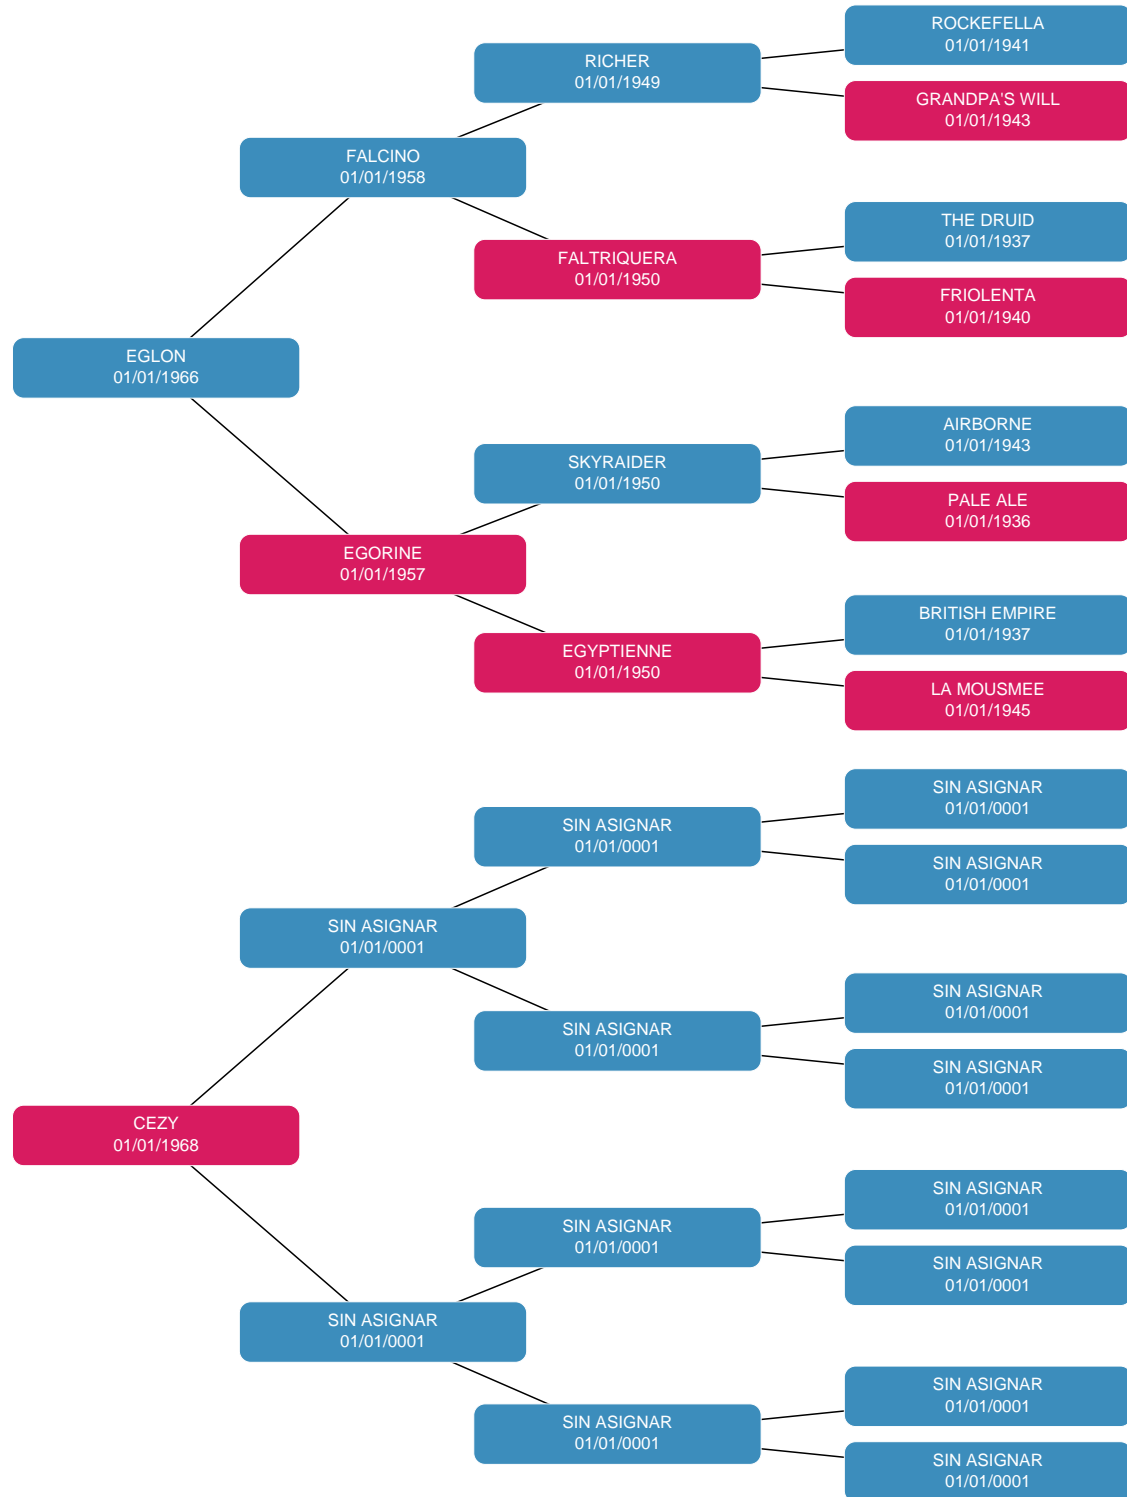 ROCKEFELLA
01/01/1941
RICHER
01/01/1949
GRANDPA'S WILL
01/01/1943
FALCINO
01/01/1958
THE DRUID
01/01/1937
FALTRIQUERA
01/01/1950
FRIOLENTA
01/01/1940
EGLON
01/01/1966
AIRBORNE
01/01/1943
SKYRAIDER
01/01/1950
PALE ALE
01/01/1936
EGORINE
01/01/1957
BRITISH EMPIRE
01/01/1937
EGYPTIENNE
01/01/1950
LA MOUSMEE
01/01/1945
SIN ASIGNAR
01/01/0001
SIN ASIGNAR
01/01/0001
SIN ASIGNAR
01/01/0001
SIN ASIGNAR
01/01/0001
SIN ASIGNAR
01/01/0001
SIN ASIGNAR
01/01/0001
SIN ASIGNAR
01/01/0001
CEZY
01/01/1968
SIN ASIGNAR
01/01/0001
SIN ASIGNAR
01/01/0001
SIN ASIGNAR
01/01/0001
SIN ASIGNAR
01/01/0001
SIN ASIGNAR
01/01/0001
SIN ASIGNAR
01/01/0001
SIN ASIGNAR
01/01/0001